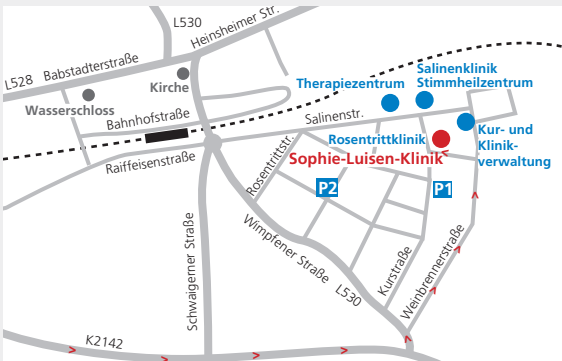 L530
Heinsheimer Str.
L528
Babstadterstraße
Therapiezentrum
Salinenklinik
Stimmheilzentrum
Kirche
Wasserschloss
Bahnhofstraße
Salinenstr.
Rosentrittklinik
Kur- und
Klinik-
verwaltung
Raiffeisenstraße
Rosentrittstr.
Sophie-Luisen-Klinik
P2
P1
Schwaigerner Straße
Wimpfener Straße
L530
Kurstraße
Weinbrennerstraße
K2142